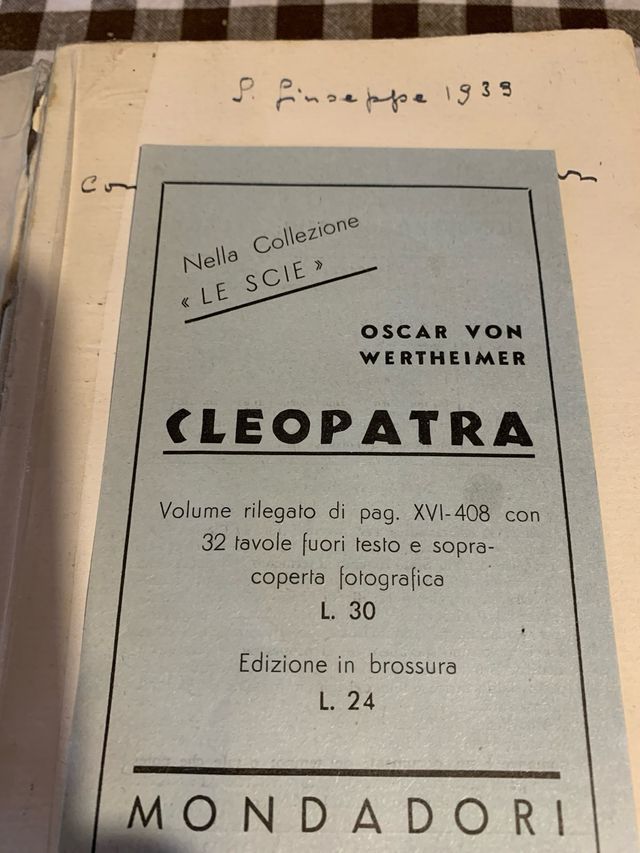 S. Giuseppe 1939
Nella Collezione
« LE SCIE »
OSCAR VON
WERTHEIMER
CLEOPATRA
Volume rilegato di pag. XVI-408 con
32 tavole fuori testo e sopra-
coperta fotografica
L. 30
Edizione in brossura
L. 24
MONDADORI